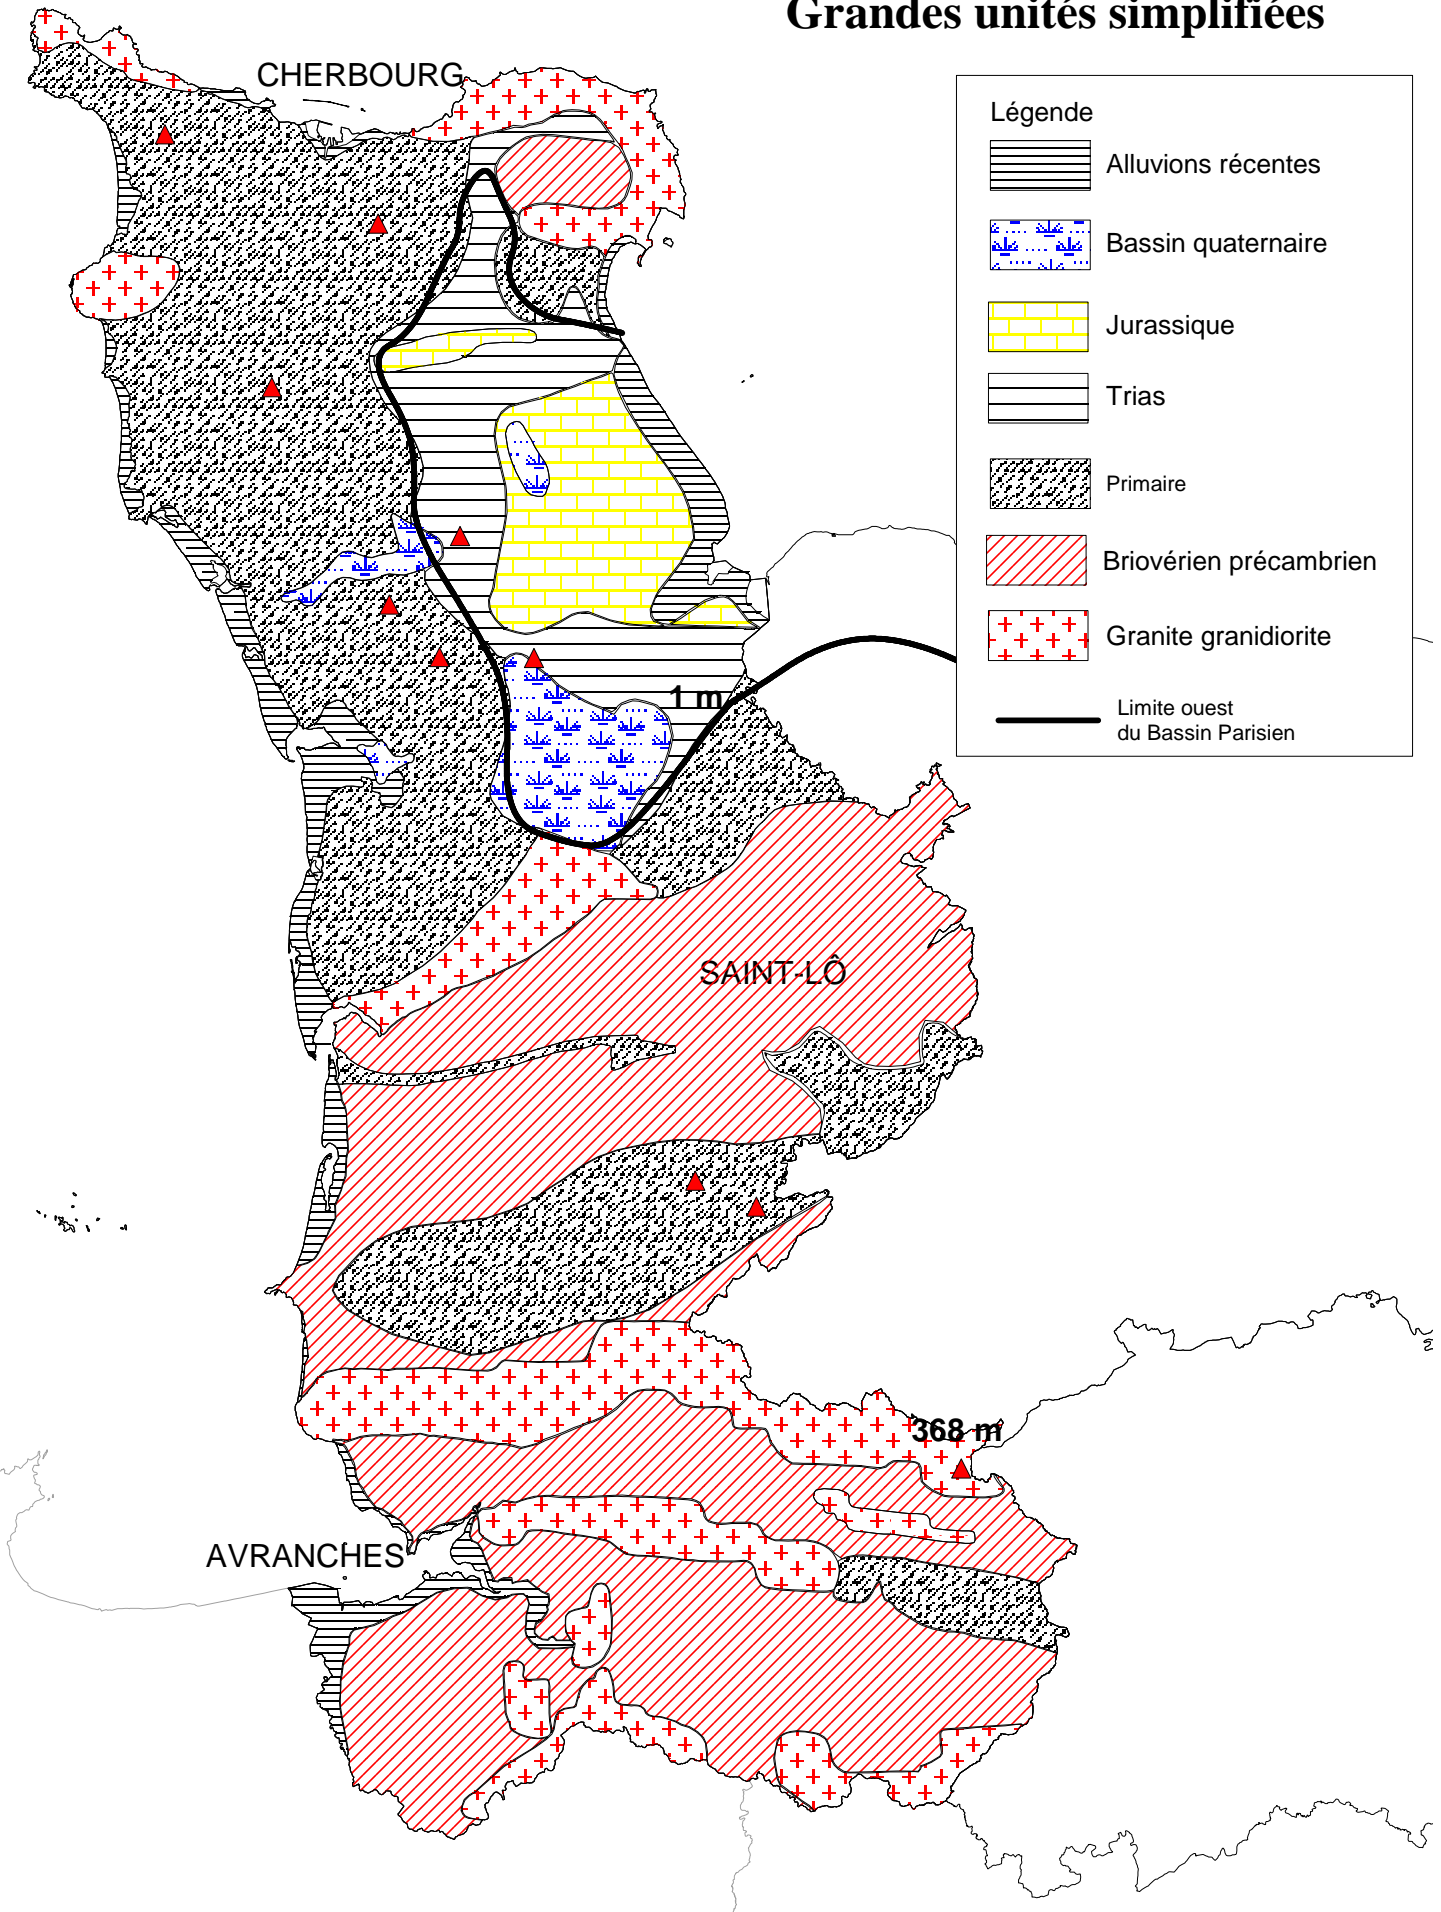 Grandes unités simplifiées
CHERBOURG
Légende
Alluvions récentes
Bassin quaternaire
Jurassique
Trias
Primaire
Briovérien précambrien
Granite granidiorite
Limite ouest
du Bassin Parisien
1 m
SAINT-LÔ
368 m
AVRANCHES